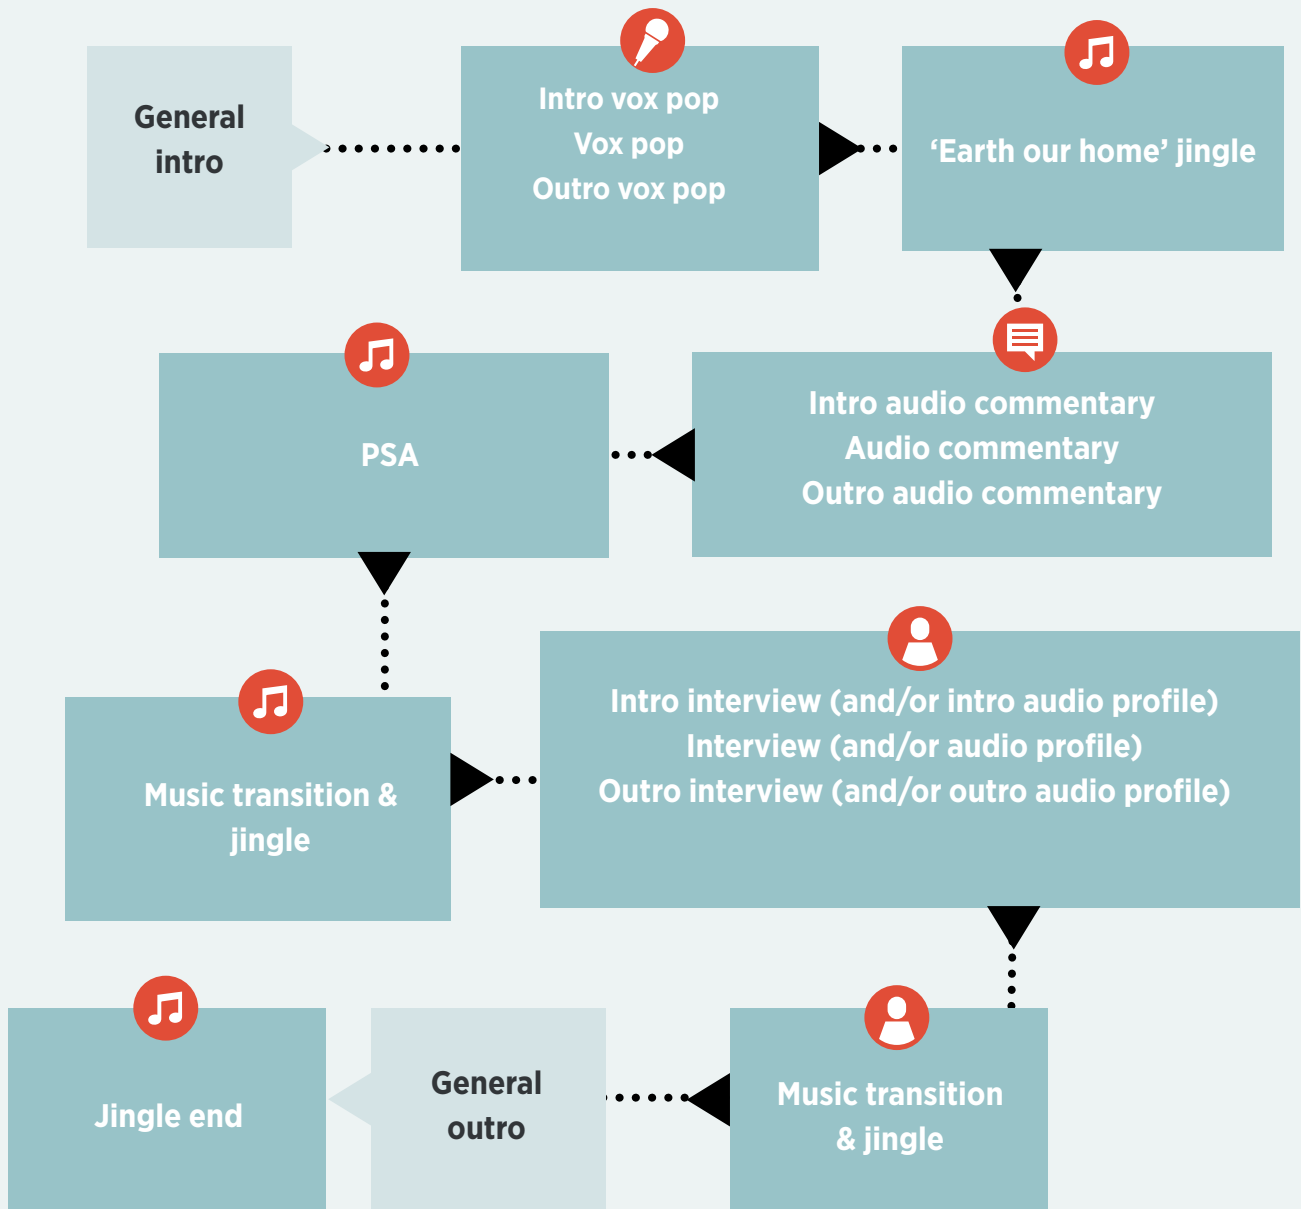 General
intro
Intro vox pop
Vox pop
Outro vox pop
‘Earth our home’ jingle
Intro audio commentary
Audio commentary
Outro audio commentary
PSA
Music transition &
jingle
Intro interview (and/or intro audio profile)
Interview (and/or audio profile)
Outro interview (and/or outro audio profile)
Music transition
& jingle
General
outro
Jingle end